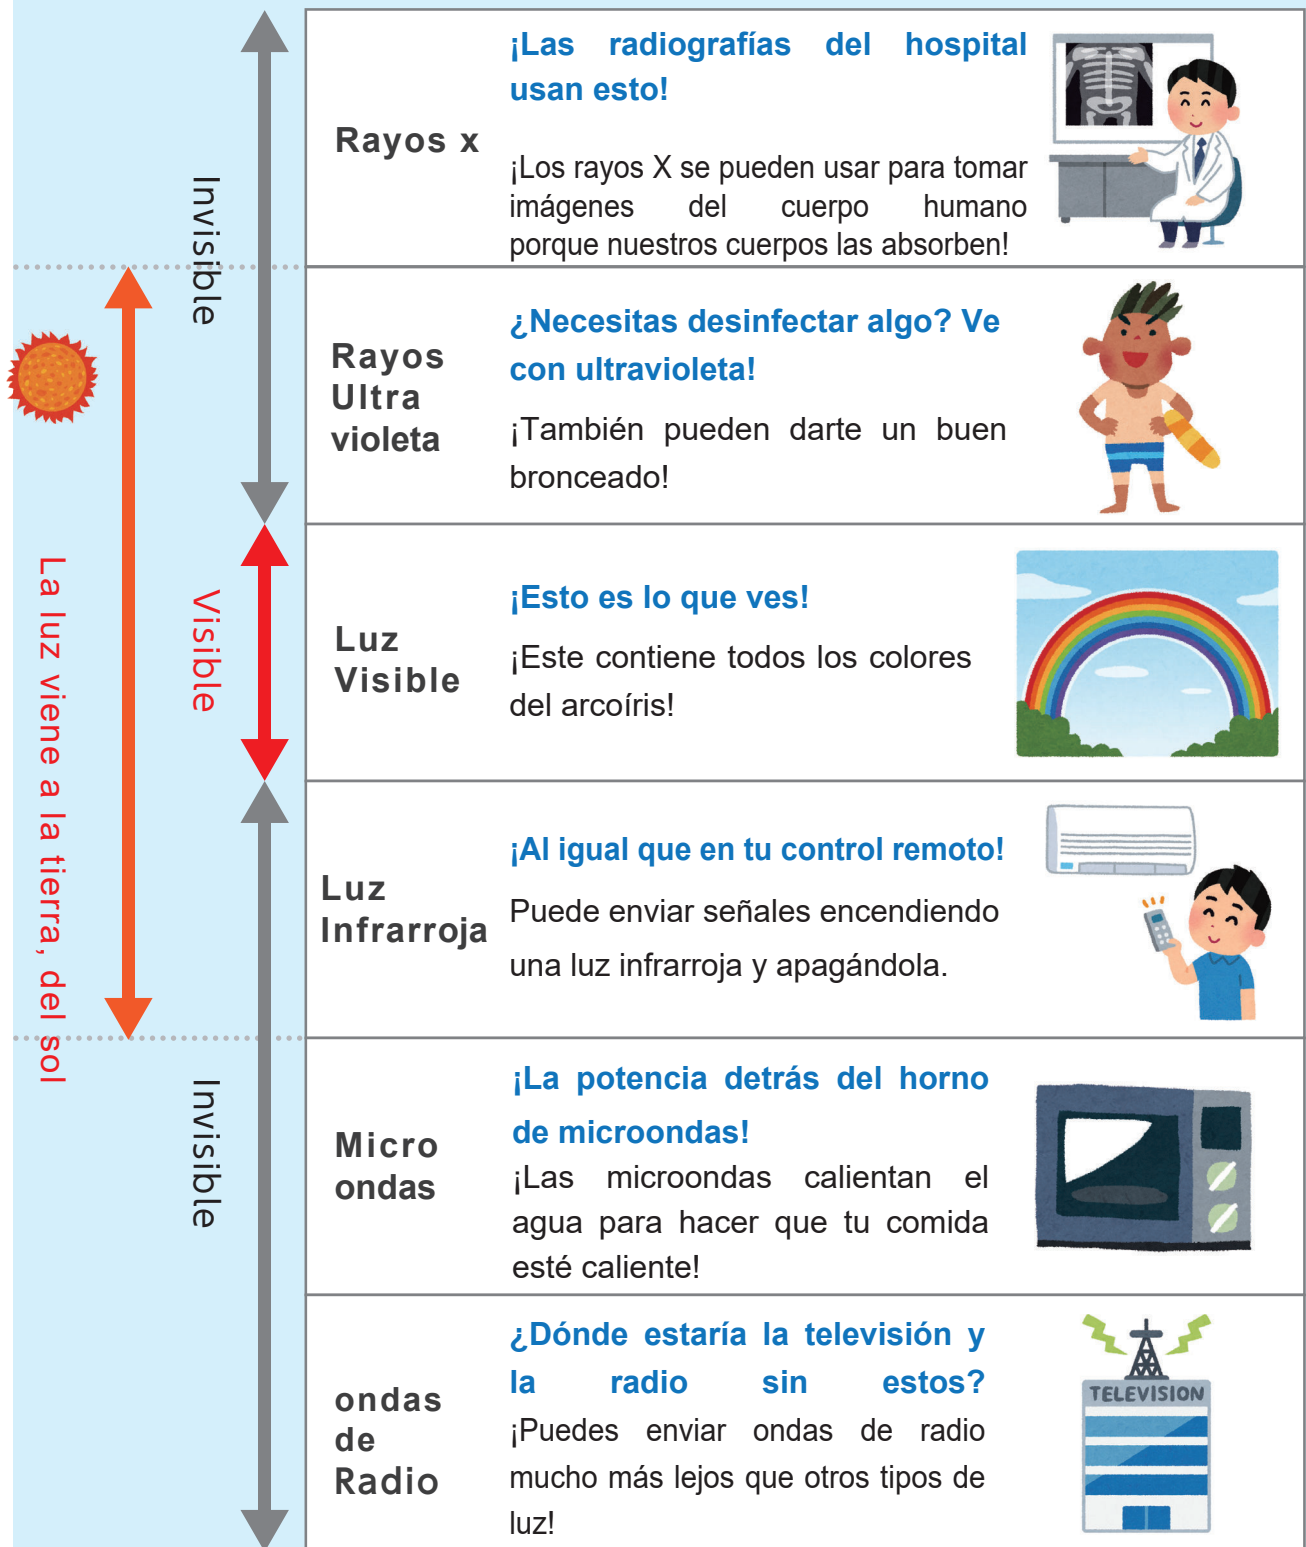 ¡Las radiografías del hospital
usan esto!
Rayos x
¡Los rayos X se pueden usar para tomar
imágenes del cuerpo humano
porque nuestros cuerpos las absorben!
Invisible
¿Necesitas desinfectar algo? Ve
con ultravioleta!
Rayos
Ultra
violeta
¡También pueden darte un buen
bronceado!
La luz viene a la tierra, del sol
Visible
¡Esto es lo que ves!
Luz
Visible
¡Este contiene todos los colores
del arcoíris!
¡Al igual que en tu control remoto!
Luz
Infrarroja
Puede enviar señales encendiendo
una luz infrarroja y apagándola.
Invisible
¡La potencia detrás del horno
de microondas!
Micro
ondas
¡Las microondas calientan el
agua para hacer que tu comida
esté caliente!
¿Dónde estaría la televisión y
la radio sin estos?
ondas
de
Radio
¡Puedes enviar ondas de radio
mucho más lejos que otros tipos de
luz!
TELEVISION